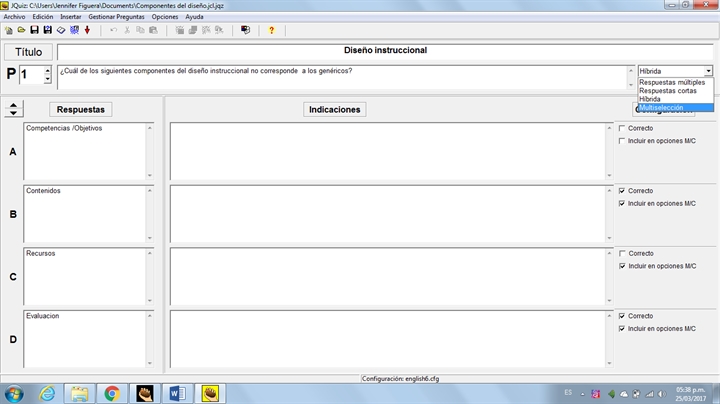 JQuiz: C:\Users\Jennifer Figuera\Documents\Componentes del diseño.jcl.jqz
Archivo Edición Insertar Gestionar Preguntas Opciones Ayuda
Título
Diseño instruccional
P 1
¿Cuál de los siguientes componentes del diseño instruccional no corresponde a los genéricos?
Híbrida
Respuestas múltiples
Respuestas cortas
Híbrida
Multiselección
Respuestas
Indicaciones
A
Competencias /Objetivos
Correcto
Incluir en opciones M/C
B
Contenidos
Correcto
Incluir en opciones M/C
C
Recursos
Correcto
Incluir en opciones M/C
D
Evaluacion
Correcto
Incluir en opciones M/C
Configuración: english6.cfg
ES
05:38 p.m.
25/03/2017